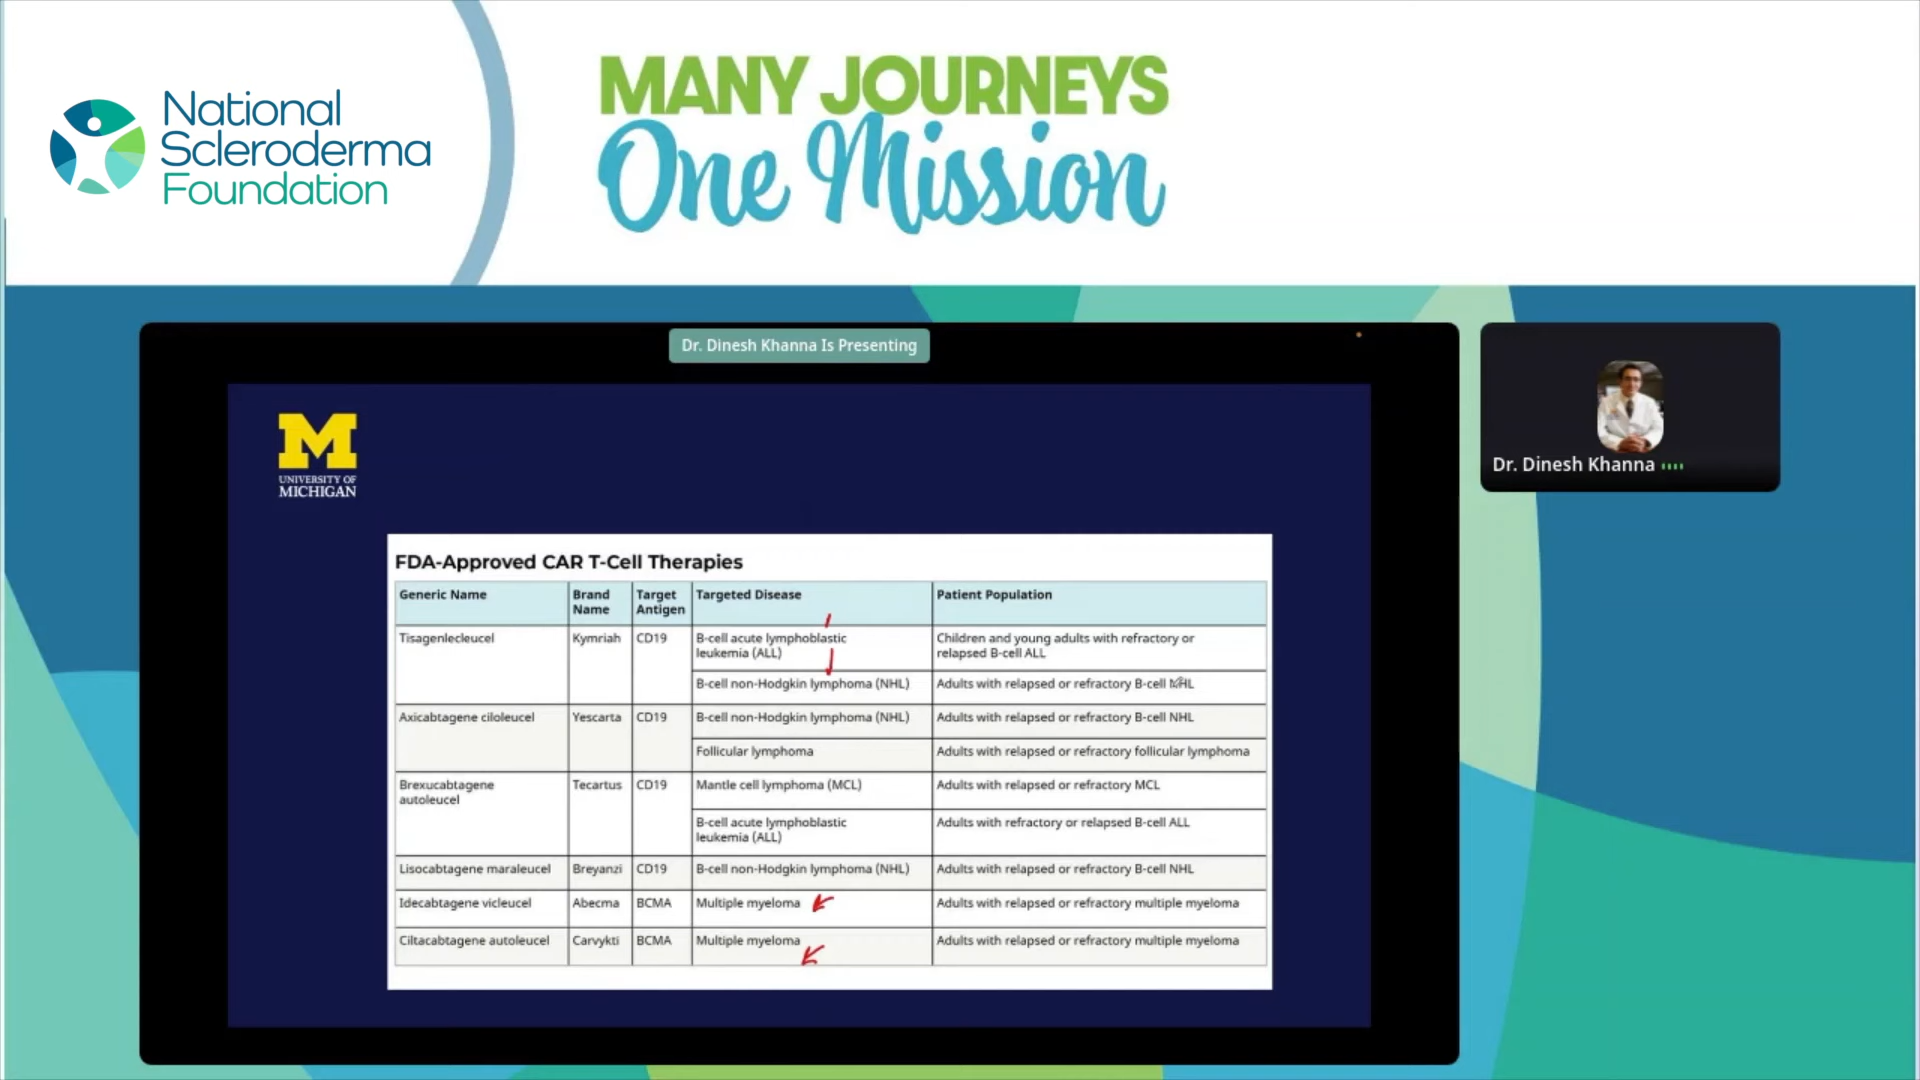 National
Scleroderma
Foundation
MANY JOURNEYS
One Mission
Dr. Dinesh Khanna Is Presenting
Dr. Dinesh Khanna
M
UNIVERSITY OF
MICHIGAN
FDA-Approved CAR T-Cell Therapies
Generic Name Brand Name Target Antigen Targeted Disease Patient Population
Tisagenlecleucel Kymriah CD19 B-cell acute lymphoblastic leukemia (ALL) Children and young adults with refractory or relapsed B-cell ALL
B-cell non-Hodgkin lymphoma (NHL) Adults with relapsed or refractory B-cell NHL
Axicabtagene ciloleucel Yescarta CD19 B-cell non-Hodgkin lymphoma (NHL) Adults with relapsed or refractory B-cell NHL
Follicular lymphoma Adults with relapsed or refractory follicular lymphoma
Brexucabtagene autoleucel Tecartus CD19 Mantle cell lymphoma (MCL) Adults with relapsed or refractory MCL
B-cell acute lymphoblastic leukemia (ALL) Adults with refractory or relapsed B-cell ALL
Lisocabtagene maraleucel Breyanzi CD19 B-cell non-Hodgkin lymphoma (NHL) Adults with relapsed or refractory B-cell NHL
Idecabtagene vicleucel Abecma BCMA Multiple myeloma Adults with relapsed or refractory multiple myeloma
Ciltacabtagene autoleucel Carvykti BCMA Multiple myeloma Adults with relapsed or refractory multiple myeloma